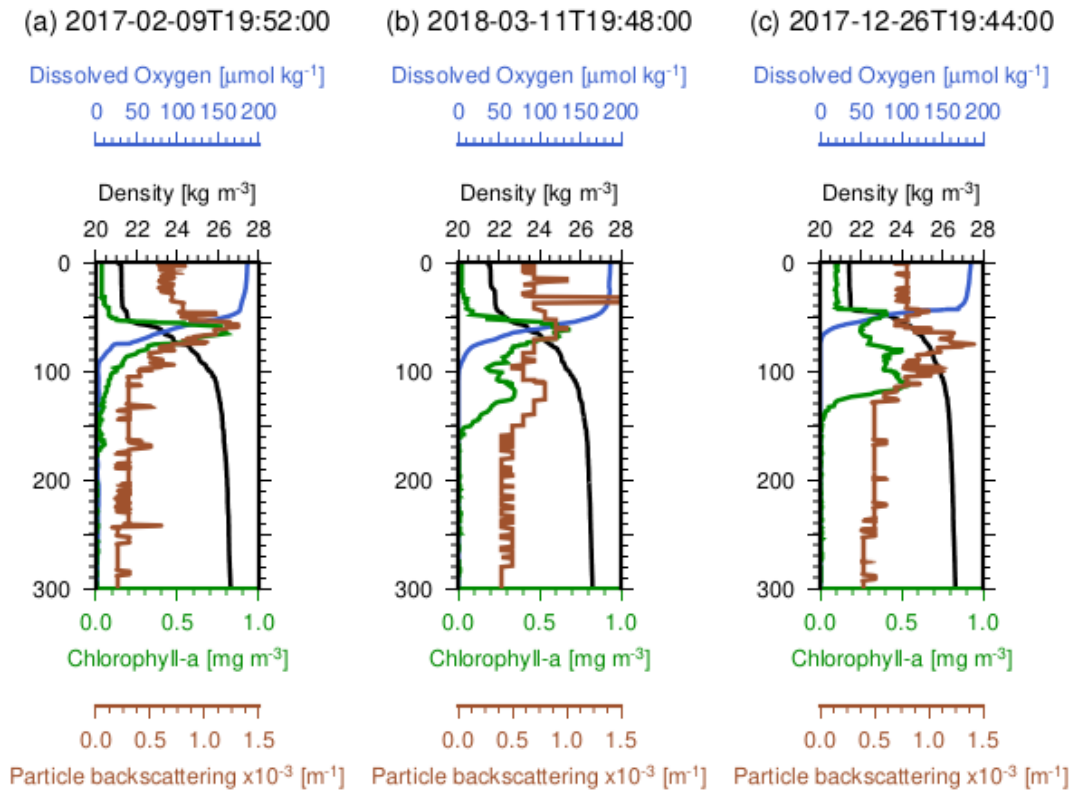 (a) 2017-02-09T19:52:00 (b) 2018-03-11T19:48:00 (c) 2017-12-26T19:44:00
Dissolved Oxygen [μmol kg⁻¹] Dissolved Oxygen [μmol kg⁻¹] Dissolved Oxygen [μmol kg⁻¹]
0 50 100 150 200 0 50 100 150 200 0 50 100 150 200
Density [kg m⁻³] Density [kg m⁻³] Density [kg m⁻³]
20 22 24 26 28 20 22 24 26 28 20 22 24 26 28
0 0 0
100 100 100
200 200 200
300 300 300
0.0 0.5 1.0 0.0 0.5 1.0 0.0 0.5 1.0
Chlorophyll-a [mg m⁻³] Chlorophyll-a [mg m⁻³] Chlorophyll-a [mg m⁻³]
0.0 0.5 1.0 1.5 0.0 0.5 1.0 1.5 0.0 0.5 1.0 1.5
Particle backscattering x10⁻³ [m⁻¹] Particle backscattering x10⁻³ [m⁻¹] Particle backscattering x10⁻³ [m⁻¹]